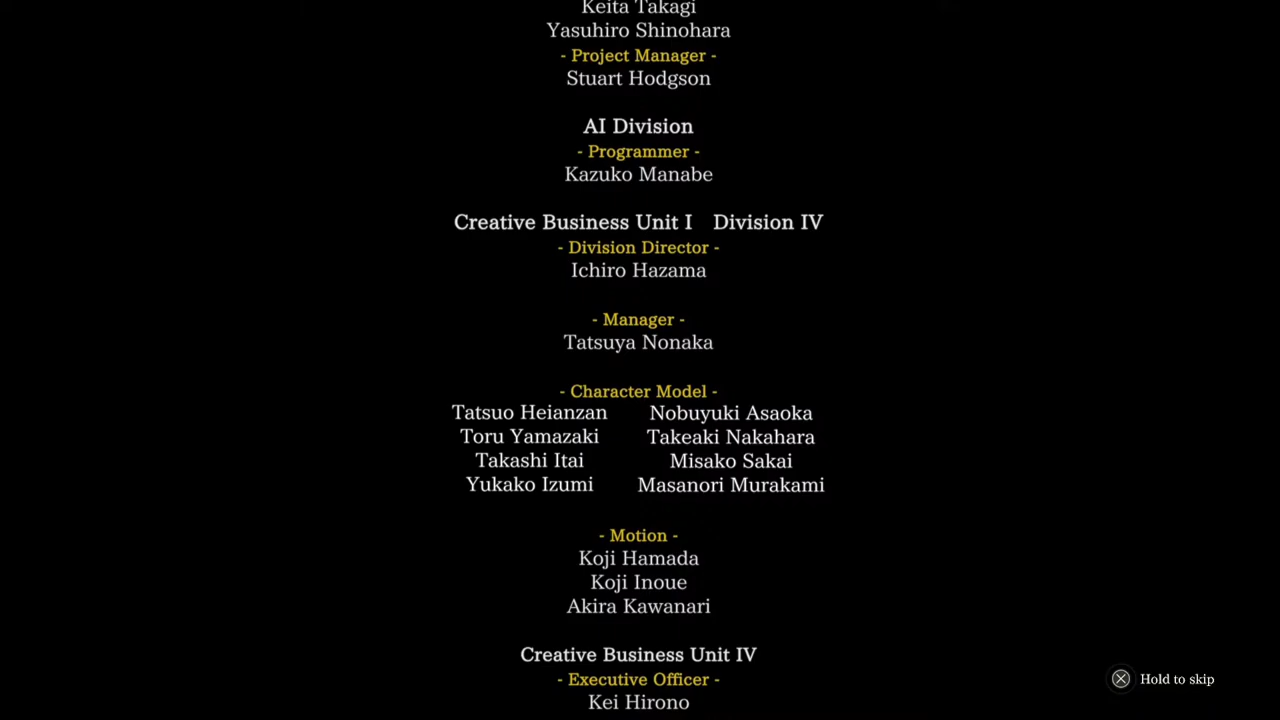 Keita Takagi
Yasuhiro Shinohara
- Project Manager -
Stuart Hodgson
AI Division
- Programmer -
Kazuko Manabe
Creative Business Unit I Division IV
- Division Director -
Ichiro Hazama
- Manager -
Tatsuya Nonaka
- Character Model -
Tatsuo Heianzan Nobuyuki Asaoka
Toru Yamazaki Takeaki Nakahara
Takashi Itai Misako Sakai
Yukako Izumi Masanori Murakami
- Motion -
Koji Hamada
Koji Inoue
Akira Kawanari
Creative Business Unit IV
- Executive Officer -
Kei Hirono
Hold to skip